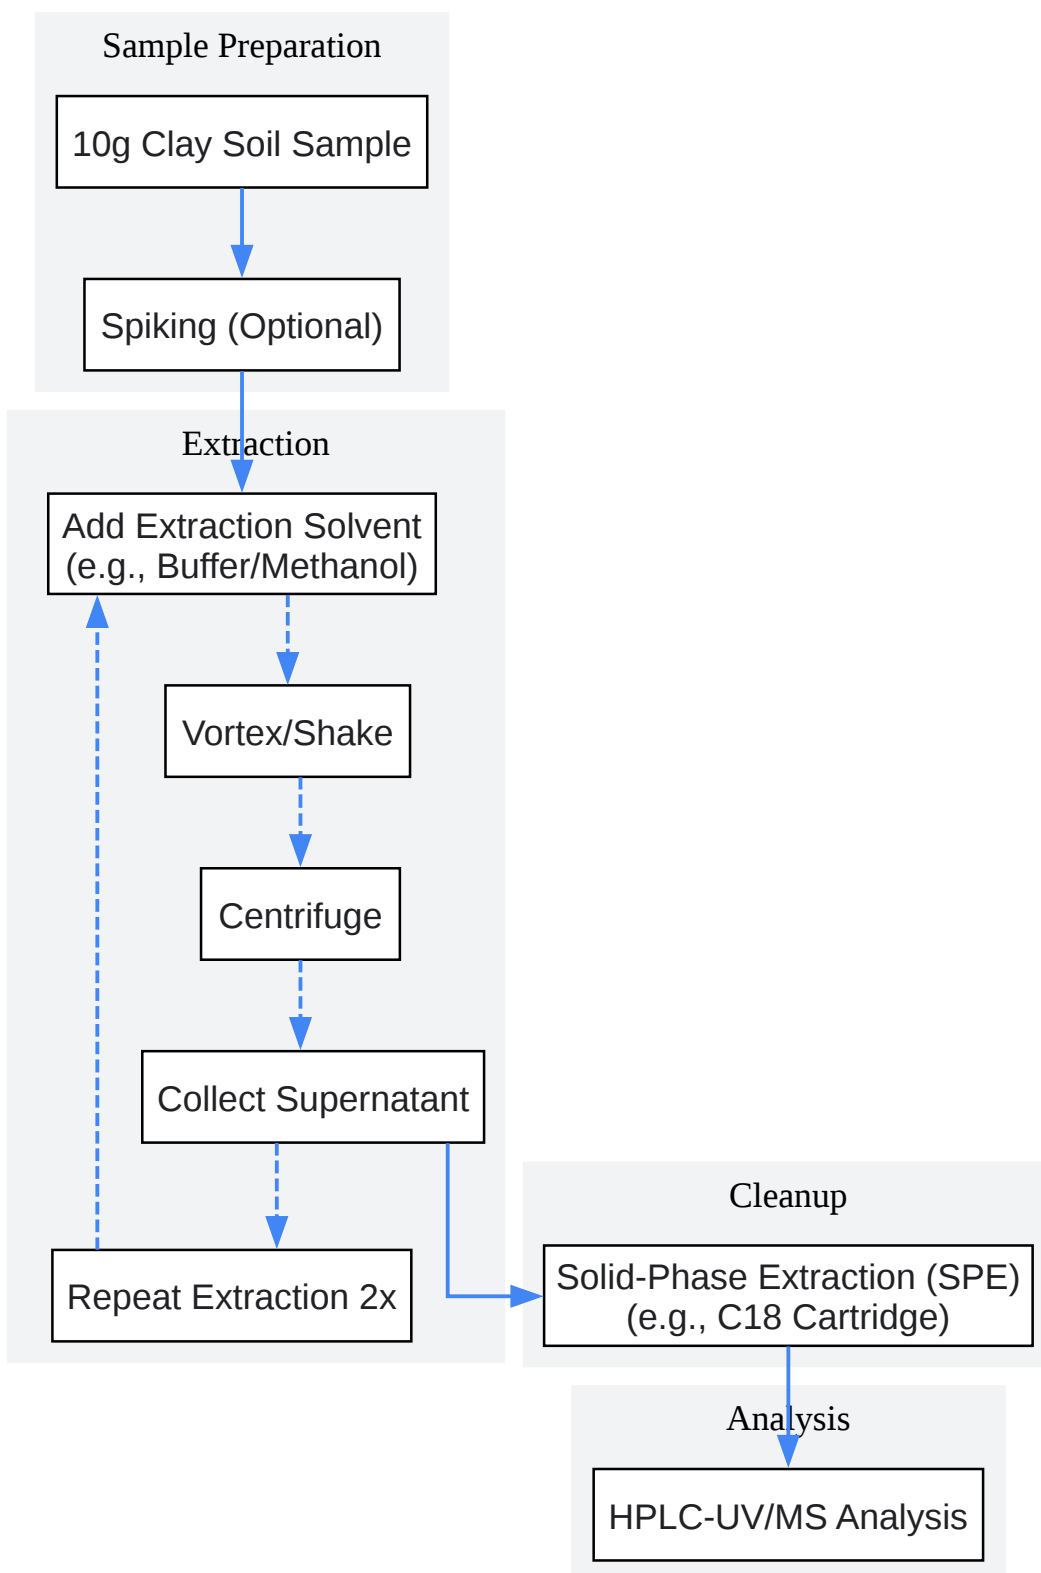 Sample Preparation
10g Clay Soil Sample
Spiking (Optional)
Extraction
Add Extraction Solvent
(e.g., Buffer/Methanol)
Vortex/Shake
Centrifuge
Collect Supernatant
Repeat Extraction 2x
Cleanup
Solid-Phase Extraction (SPE)
(e.g., C18 Cartridge)
Analysis
HPLC-UV/MS Analysis